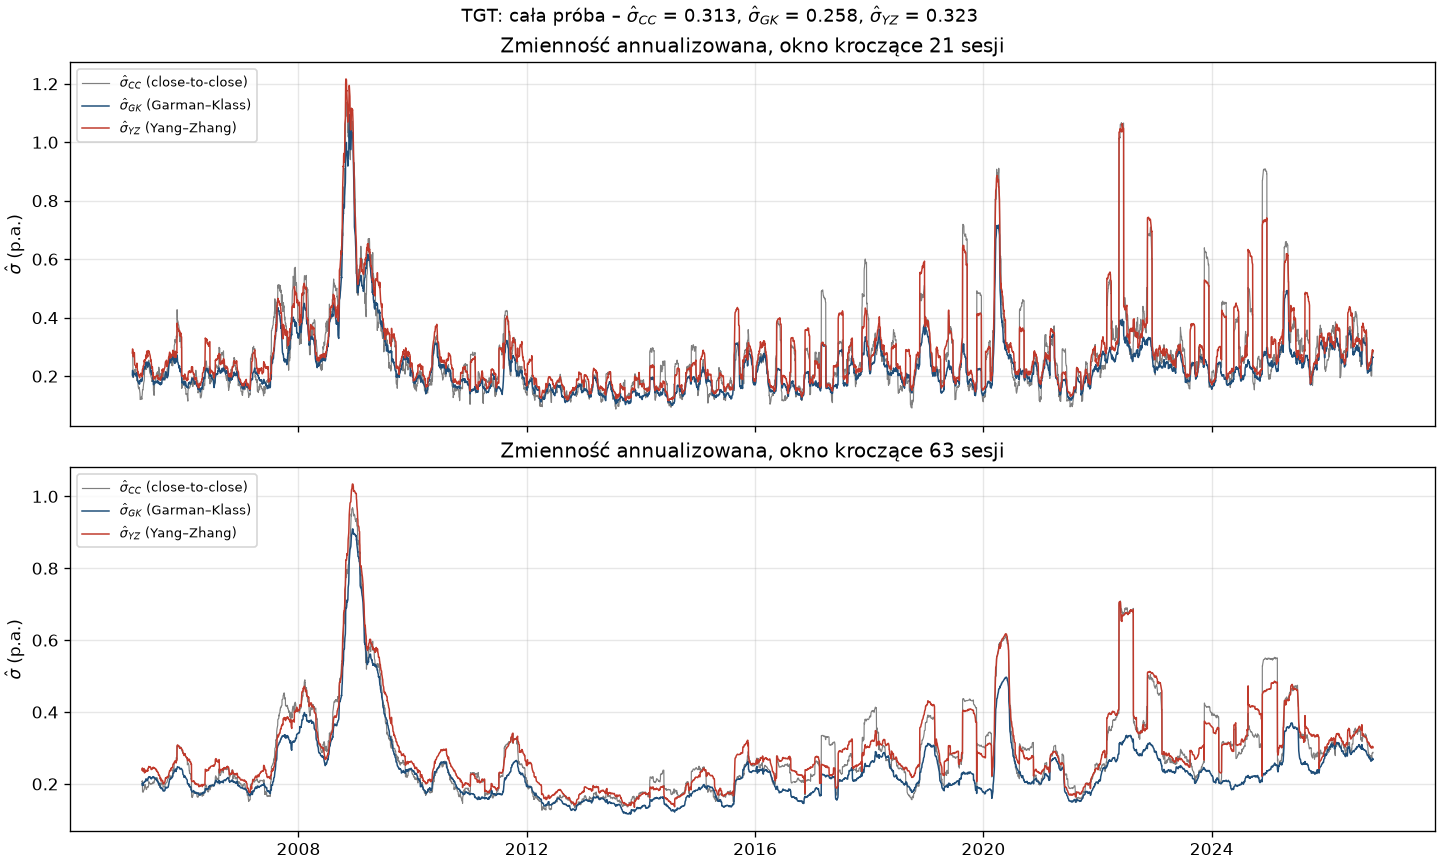 TGT: cała próba – σ̂CC = 0.313, σ̂GK = 0.258, σ̂YZ = 0.323
Zmienność annualizowana, okno kroczące 21 sesji
σ̂CC (close-to-close)
σ̂GK (Garman–Klass)
σ̂YZ (Yang–Zhang)
σ̂ (p.a.)
1.2
1.0
0.8
0.6
0.4
0.2
Zmienność annualizowana, okno kroczące 63 sesji
σ̂CC (close-to-close)
σ̂GK (Garman–Klass)
σ̂YZ (Yang–Zhang)
σ̂ (p.a.)
1.0
0.8
0.6
0.4
0.2
2008 2012 2016 2020 2024